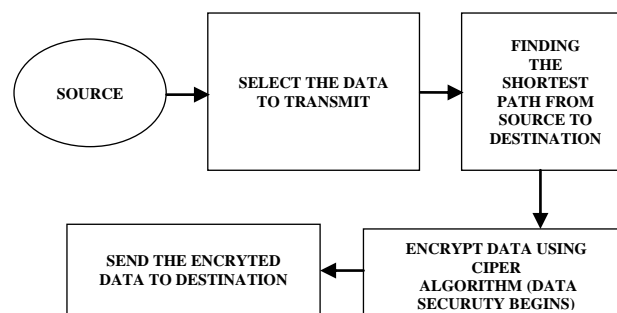 SOURCE
SELECT THE DATA
TO TRANSMIT
FINDING
THE
SHORTEST
PATH FROM
SOURCE TO
DESTINATION
ENCRYPT DATA USING
CIPER
ALGORITHM (DATA
SECURUTY BEGINS)
SEND THE ENCRYTED
DATA TO DESTINATION